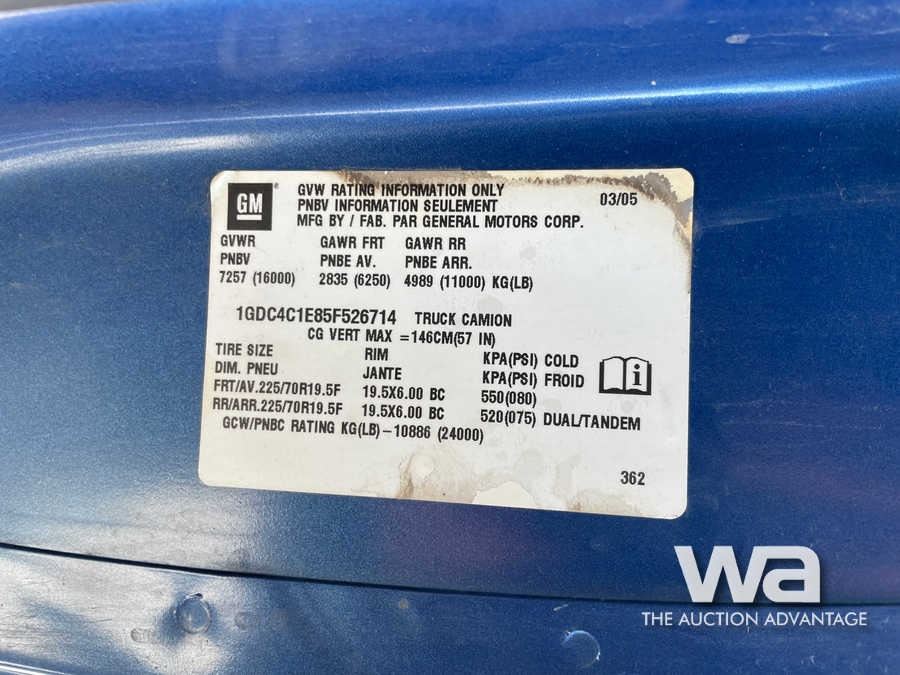 GM
GVW RATING INFORMATION ONLY
PNBV INFORMATION SEULEMENT
MFG BY / FAB. PAR GENERAL MOTORS CORP.
03/05
GVWR GAWR FRT GAWR RR
PNBV PNBE AV. PNBE ARR.
7257 (16000) 2835 (6250) 4989 (11000) KG(LB)
1GDC4C1E85F526714 TRUCK CAMION
CG VERT MAX =146CM(57 IN)
TIRE SIZE RIM KPA(PSI) COLD
DIM. PNEU JANTE KPA(PSI) FROID
FRT/AV.225/70R19.5F 19.5X6.00 BC 550(080)
RR/ARR.225/70R19.5F 19.5X6.00 BC 520(075) DUAL/TANDEM
GCW/PNBC RATING KG(LB)-10886 (24000)
362
wa
THE AUCTION ADVANTAGE